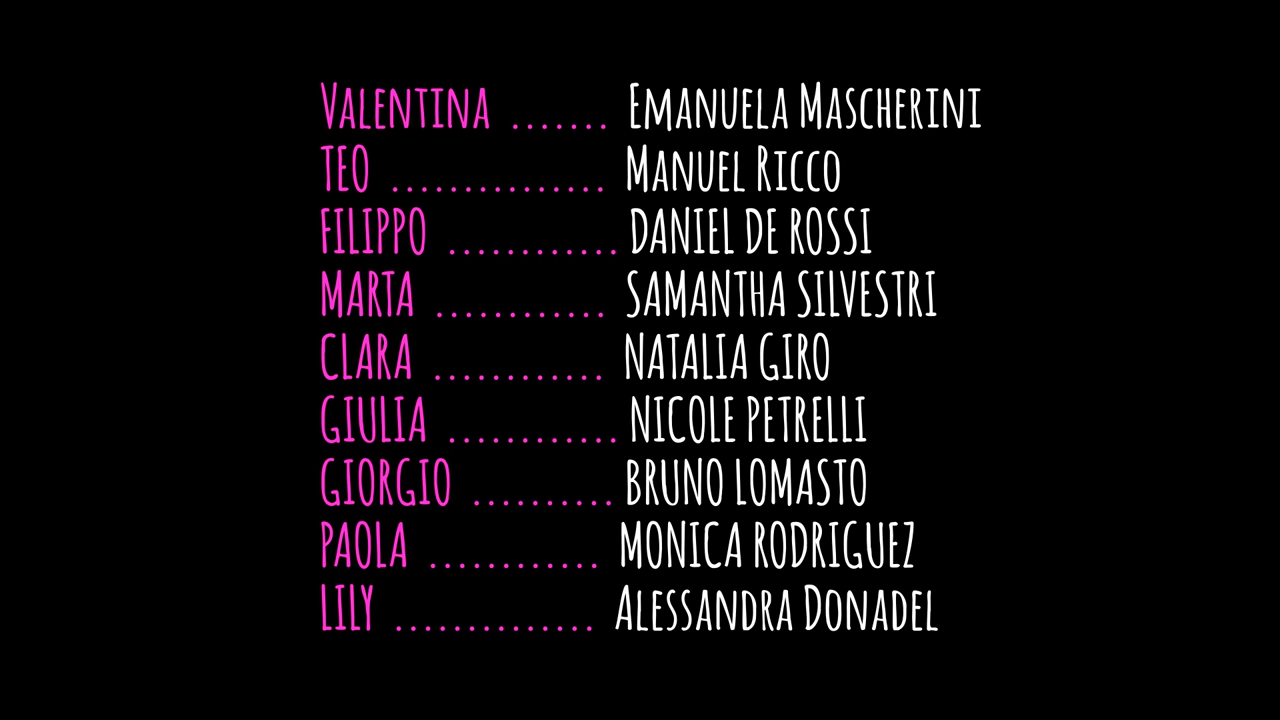 Valentina ....... Emanuela Mascherini
TEO ............... Manuel Ricco
FILIPPO ............ DANIEL DE ROSSI
MARTA ............ SAMANTHA SILVESTRI
CLARA ............ NATALIA GIRO
GIULIA ............ NICOLE PETRELLI
GIORGIO .......... BRUNO LOMASTO
PAOLA ............ MONICA RODRIGUEZ
LILY .............. Alessandra Donadel